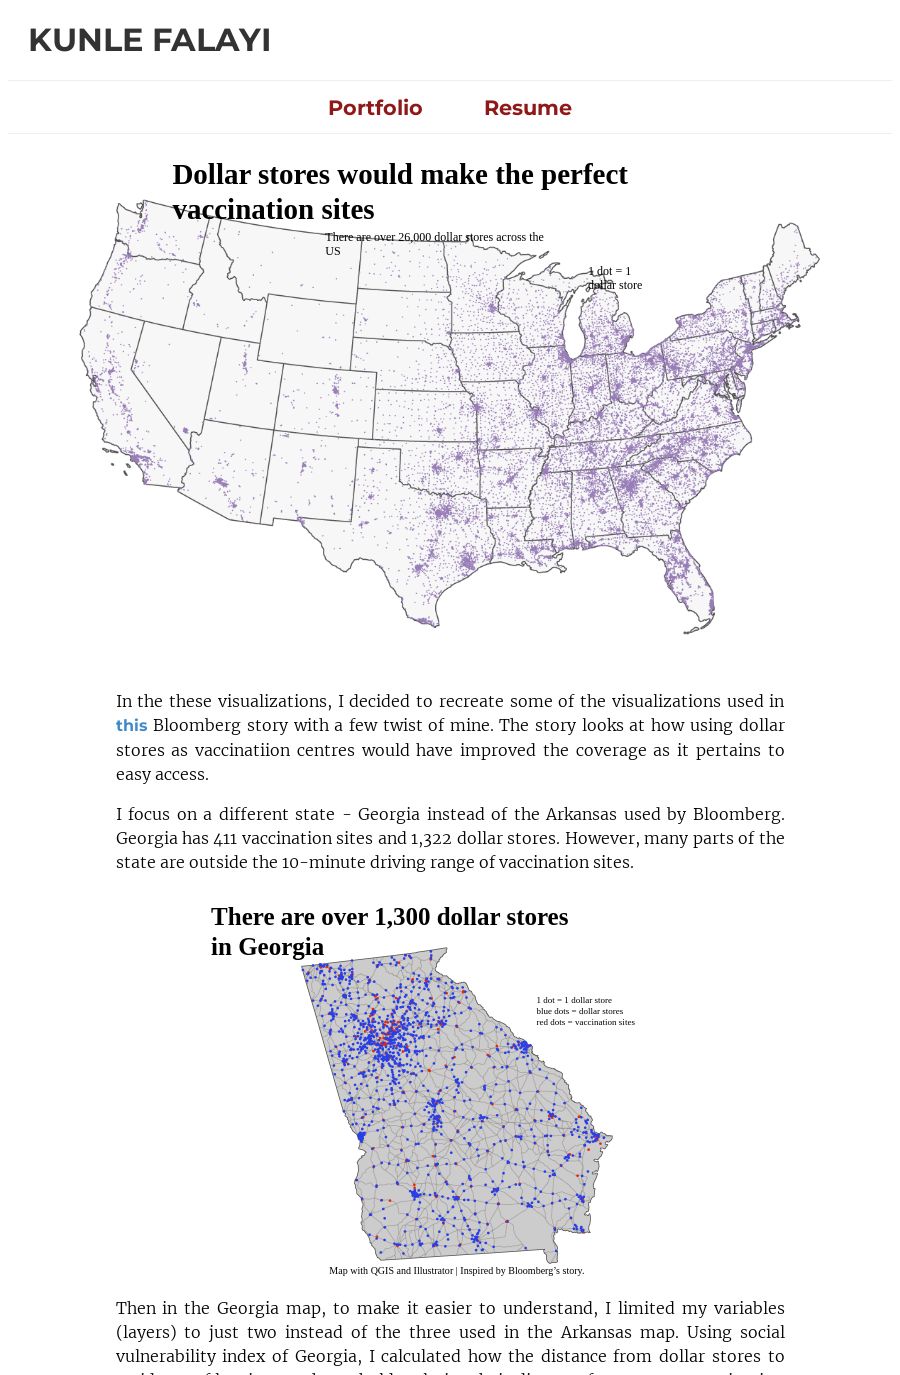 KUNLE FALAYI
Portfolio Resume
Dollar stores would make the perfect
vaccination sites
There are over 26,000 dollar stores across the
US
1 dot = 1
dollar store
In the these visualizations, I decided to recreate some of the visualizations used in
this Bloomberg story with a few twist of mine. The story looks at how using dollar
stores as vaccinatiion centres would have improved the coverage as it pertains to
easy access.
I focus on a different state - Georgia instead of the Arkansas used by Bloomberg.
Georgia has 411 vaccination sites and 1,322 dollar stores. However, many parts of the
state are outside the 10-minute driving range of vaccination sites.
There are over 1,300 dollar stores
in Georgia
1 dot = 1 dollar store
blue dots = dollar stores
red dots = vaccination sites
Map with QGIS and Illustrator | Inspired by Bloomberg's story.
Then in the Georgia map, to make it easier to understand, I limited my variables
(layers) to just two instead of the three used in the Arkansas map. Using social
vulnerability index of Georgia, I calculated how the distance from dollar stores to